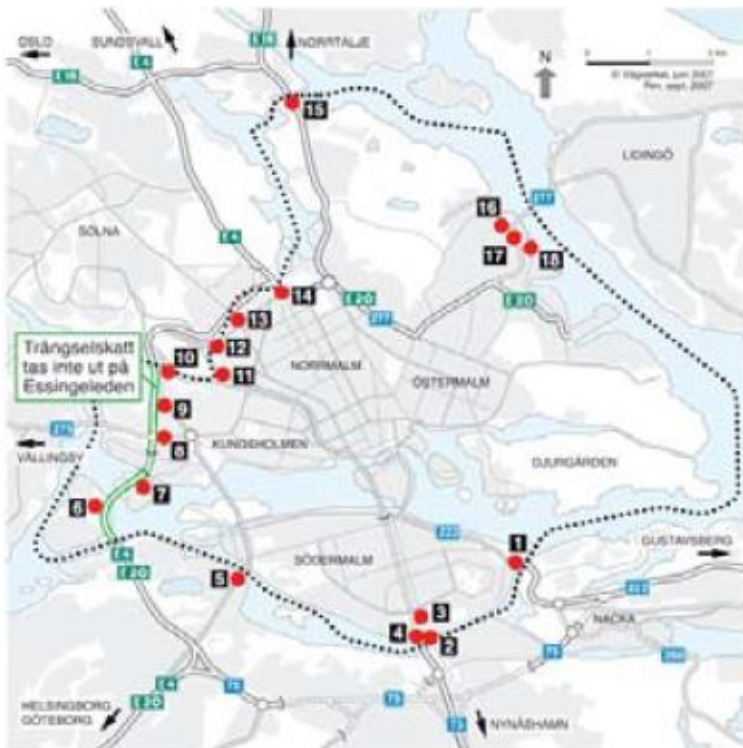 OSLO
SUNDSVALL
NORRTÄLJE
E 18
E 4
E 18
N
© Vägverket, juni 2007
Rev. sept. 2007
15
LIDINGÖ
277
16
17
18
SOLNA
E 4
14
E 20
277
E 20
13
Trängselskatt
tas inte ut på
Essingeleden
12
10
11
NORRMALM
ÖSTERMALM
9
8
KUNGSHOLMEN
275
VÄLLINGBY
DJURGÅRDEN
7
6
222
1
GUSTAVSBERG
E 4
E 20
SÖDERMALM
5
222
3
4
2
NACKA
75
260
E 4
E 20
75
75
73
HELSINGBORG
GÖTEBORG
NYNÄSHAMN